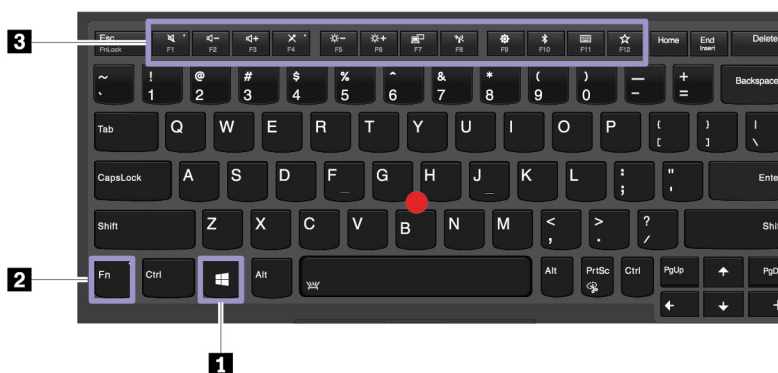 3
Esc F1 F2 F3 F4 F5 F6 F7 F8 F9 F10 F11 F12 Home End Delete
FnLock Insert
~ ! @ # $ % ^ & * ( ) — +
` 1 2 3 4 5 6 7 8 9 0 - = Backspace
Tab Q W E R T Y U I O P { } |
[ ] \
CapsLock A S D F G H J K L : " Ente
; '
Shift Z X C V B N M < > ? Shi
, . /
2
Fn Ctrl Alt Alt PrtSc Ctrl PgUp PgD
1